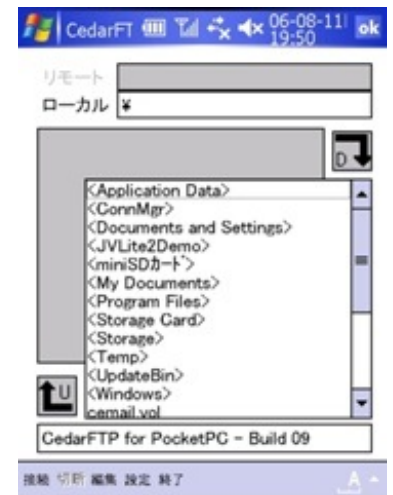 CedarFT 06-08-11 ok
19:50
リモート
ローカル ¥
D
<Application Data>
<ConnMgr>
<Documents and Settings>
<JVLite2Demo>
<miniSDｶｰﾄﾞ>
<My Documents>
<Program Files>
<Storage Card>
<Storage>
<Temp>
<UpdateBin>
<Windows>
cemail.vol
U
CedarFTP for PocketPC - Build 09
接続 切断 編集 設定 終了 A